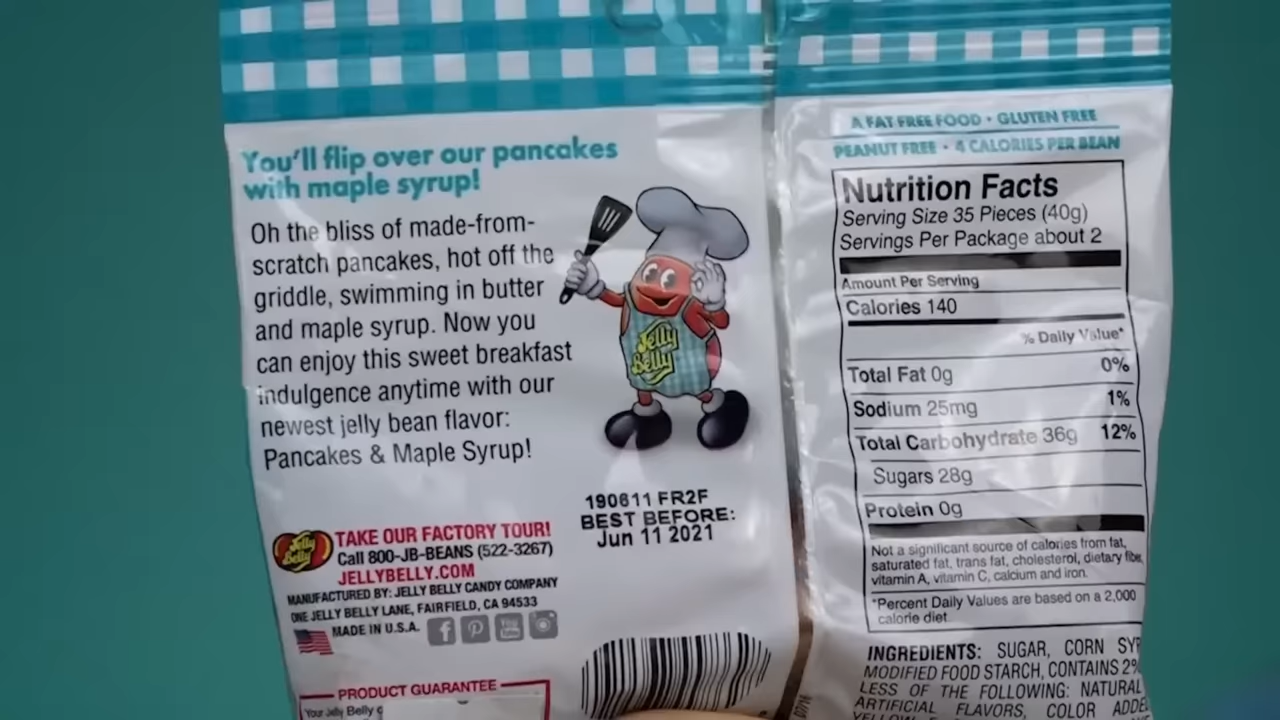 You'll flip over our pancakes
with maple syrup!
Oh the bliss of made-from-
scratch pancakes, hot off the
griddle, swimming in butter
and maple syrup. Now you
can enjoy this sweet breakfast
indulgence anytime with our
newest jelly bean flavor:
Pancakes & Maple Syrup!
Jelly
Belly
190611 FR2F
BEST BEFORE:
Jun 11 2021
Jelly
Belly
TAKE OUR FACTORY TOUR!
Call 800-JB-BEANS (522-3267)
JELLYBELLY.COM
MANUFACTURED BY: JELLY BELLY CANDY COMPANY
ONE JELLY BELLY LANE, FAIRFIELD, CA 94533
MADE IN U.S.A.
PRODUCT GUARANTEE
Your Jelly Belly
A FAT FREE FOOD • GLUTEN FREE
PEANUT FREE • 4 CALORIES PER BEAN
Nutrition Facts
Serving Size 35 Pieces (40g)
Servings Per Package about 2
Amount Per Serving
Calories 140
% Daily Value*
Total Fat 0g 0%
Sodium 25mg 1%
Total Carbohydrate 36g 12%
Sugars 28g
Protein 0g
Not a significant source of calories from fat,
saturated fat, trans fat, cholesterol, dietary fiber,
vitamin A, vitamin C, calcium and iron.
*Percent Daily Values are based on a 2,000
calorie diet.
INGREDIENTS: SUGAR, CORN SY
MODIFIED FOOD STARCH, CONTAINS 2%
LESS OF THE FOLLOWING: NATURAL
ARTIFICIAL FLAVORS, COLOR ADDE